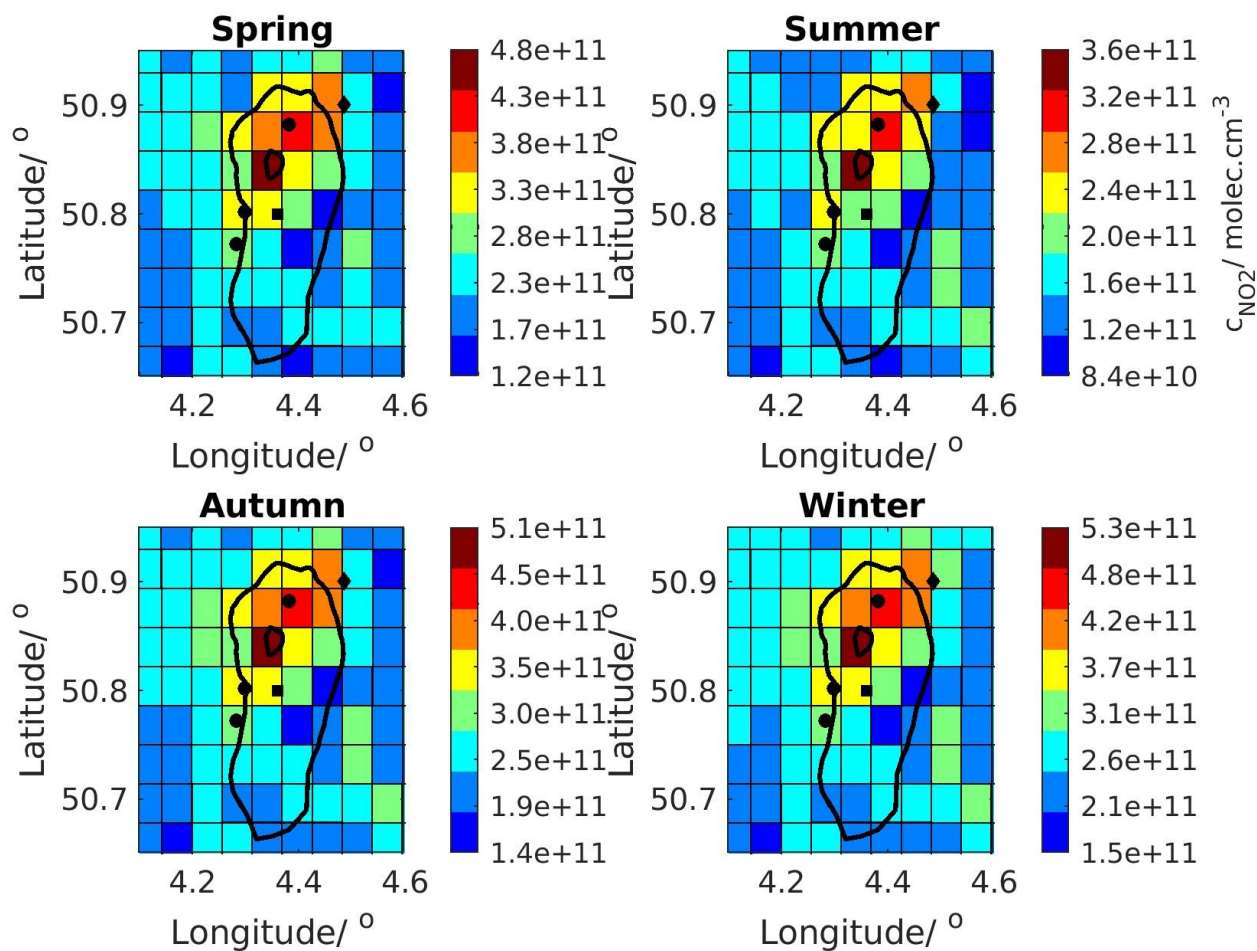 Spring
Latitude/ °
50.9
50.8
50.7
4.2 4.4 4.6
Longitude/ °
4.8e+11
4.3e+11
3.8e+11
3.3e+11
2.8e+11
2.3e+11
1.7e+11
1.2e+11
Summer
Latitude/ °
50.9
50.8
50.7
4.2 4.4 4.6
Longitude/ °
3.6e+11
3.2e+11
2.8e+11
2.4e+11
2.0e+11
1.6e+11
1.2e+11
8.4e+10
c_NO2/ molec.cm^-3
Autumn
Latitude/ °
50.9
50.8
50.7
4.2 4.4 4.6
Longitude/ °
5.1e+11
4.5e+11
4.0e+11
3.5e+11
3.0e+11
2.5e+11
1.9e+11
1.4e+11
Winter
Latitude/ °
50.9
50.8
50.7
4.2 4.4 4.6
Longitude/ °
5.3e+11
4.8e+11
4.2e+11
3.7e+11
3.1e+11
2.6e+11
2.1e+11
1.5e+11